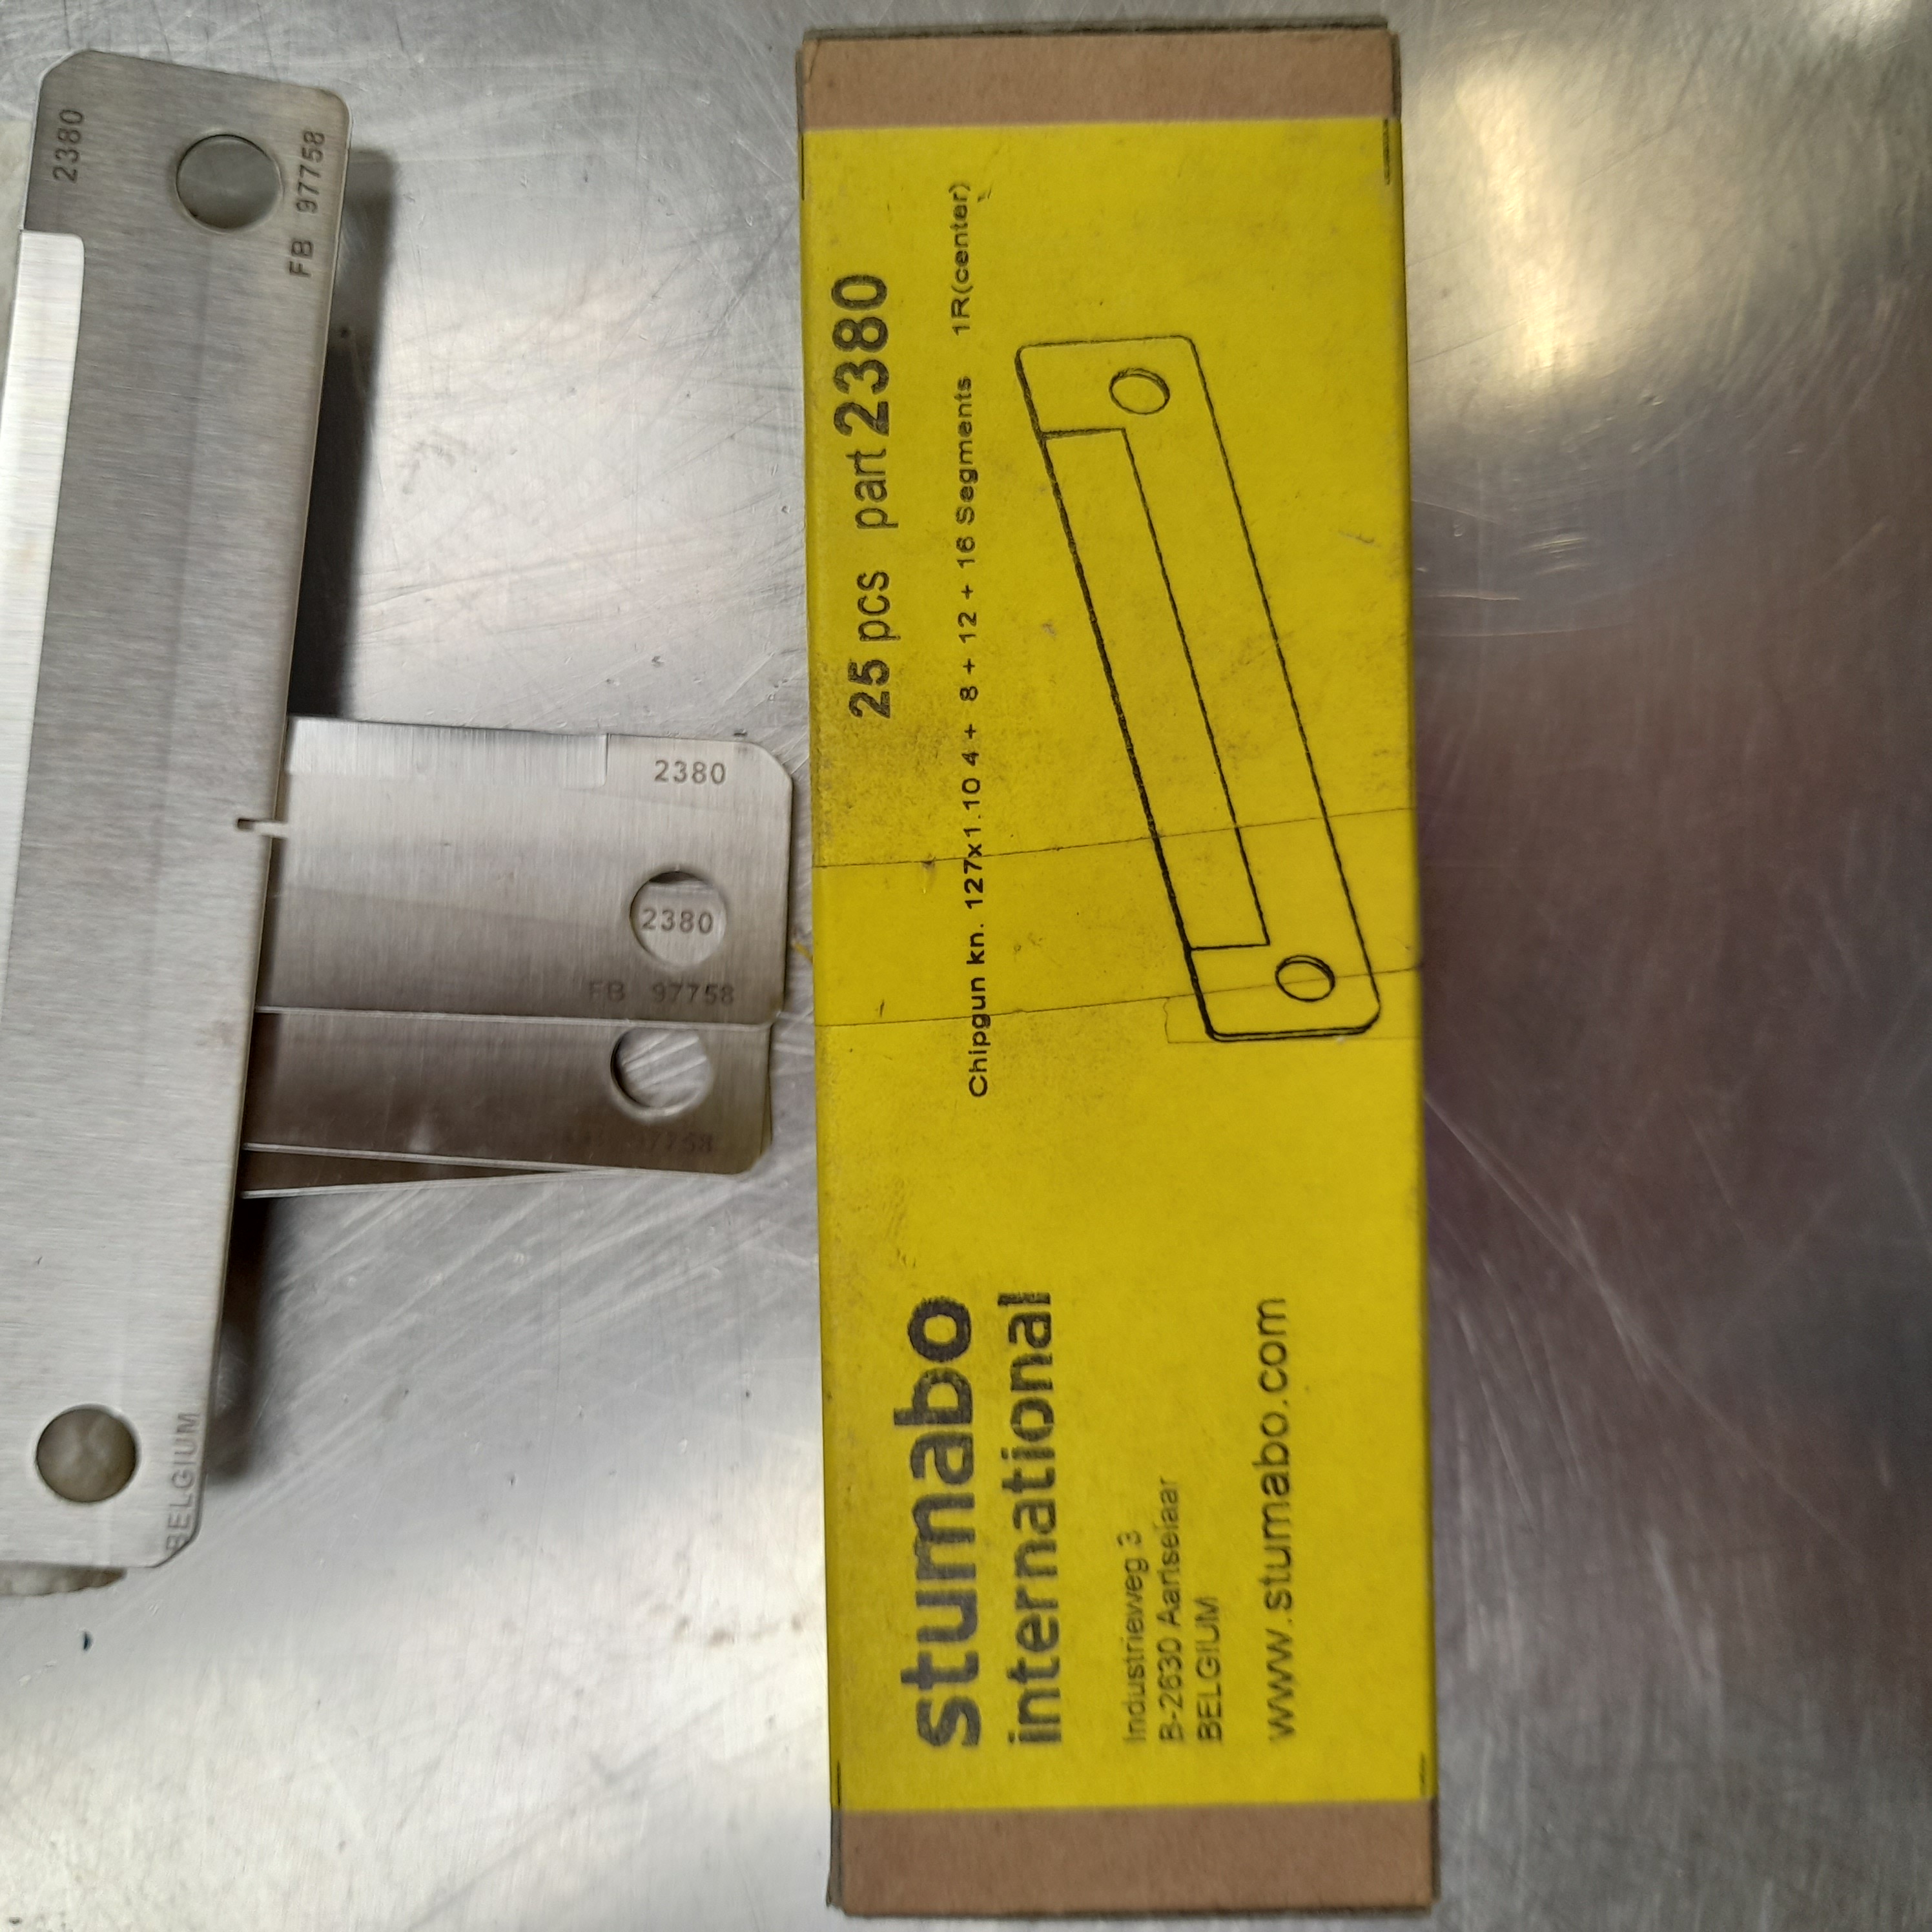 2380
FB 97758
BELGIUM
2380
2380
FB 97758
97758
25 pcs part 2380
Chipgun kn. 127x1.10 4 + 8 + 12 + 16 Segments 1R(center)
stumabo
international
Industrieweg 3
B-2630 Aartselaar
BELGIUM
www.stumabo.com